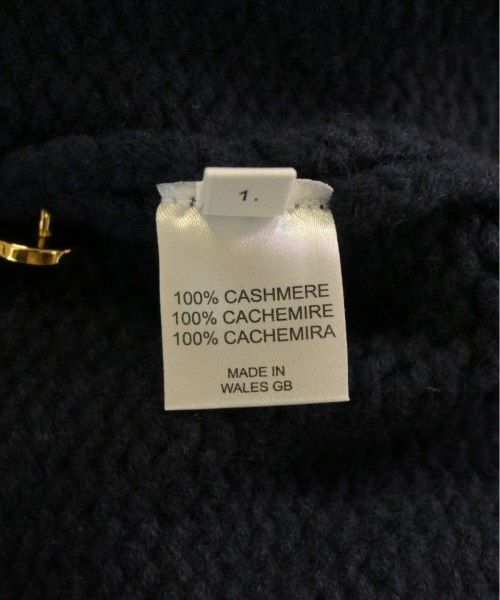 1.
100% CASHMERE
100% CACHEMIRE
100% CACHEMIRA
MADE IN
WALES GB